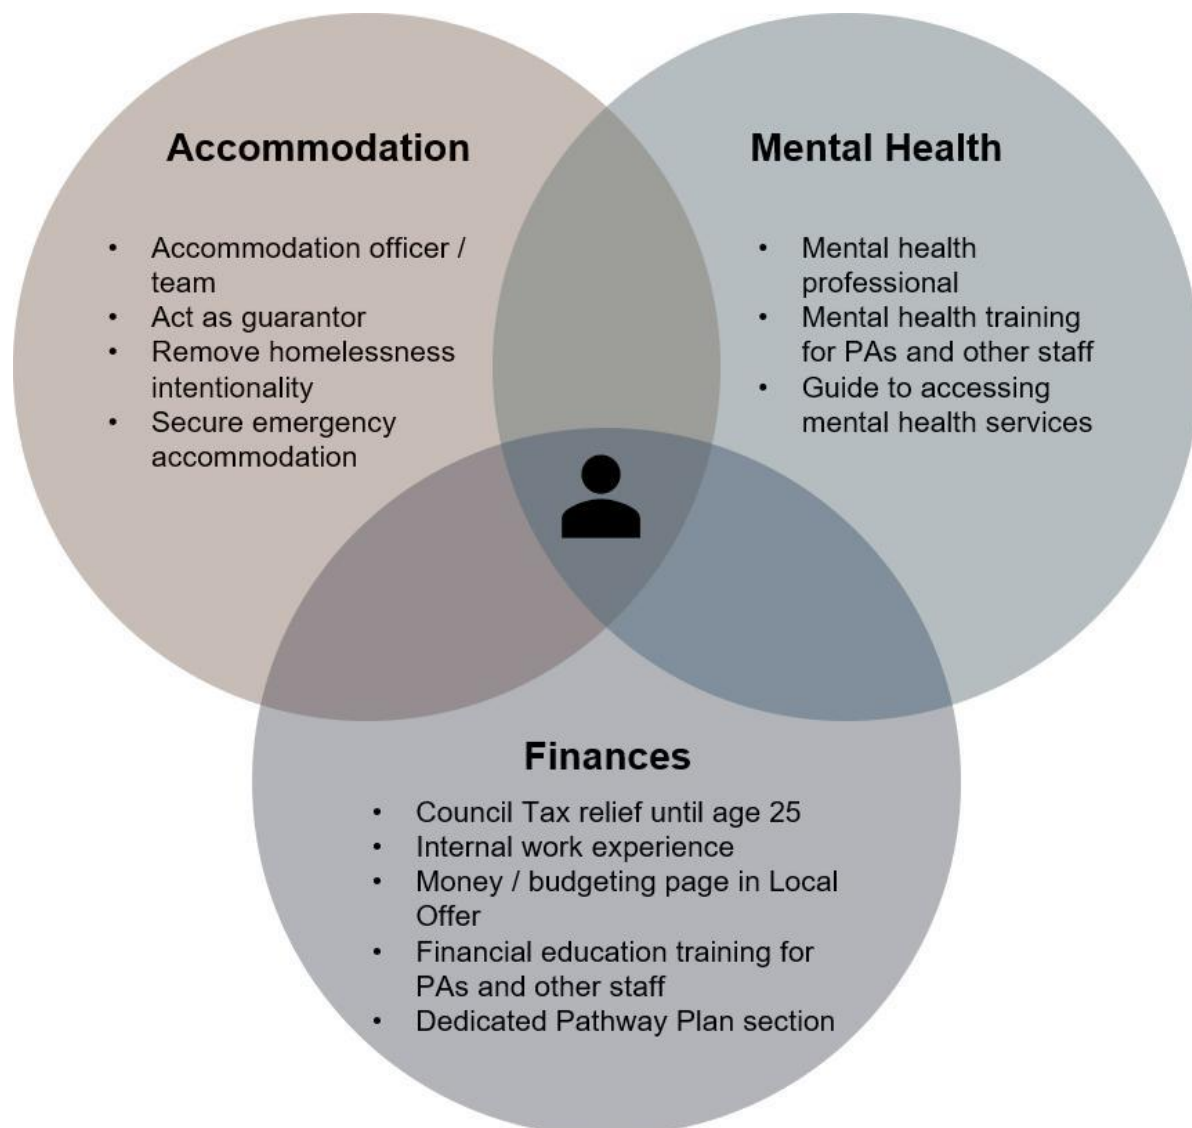 Accommodation
• Accommodation officer /
team
• Act as guarantor
• Remove homelessness
intentionality
• Secure emergency
accommodation
Mental Health
• Mental health
professional
• Mental health training
for PAs and other staff
• Guide to accessing
mental health services
Finances
• Council Tax relief until age 25
• Internal work experience
• Money / budgeting page in Local
Offer
• Financial education training for
PAs and other staff
• Dedicated Pathway Plan section